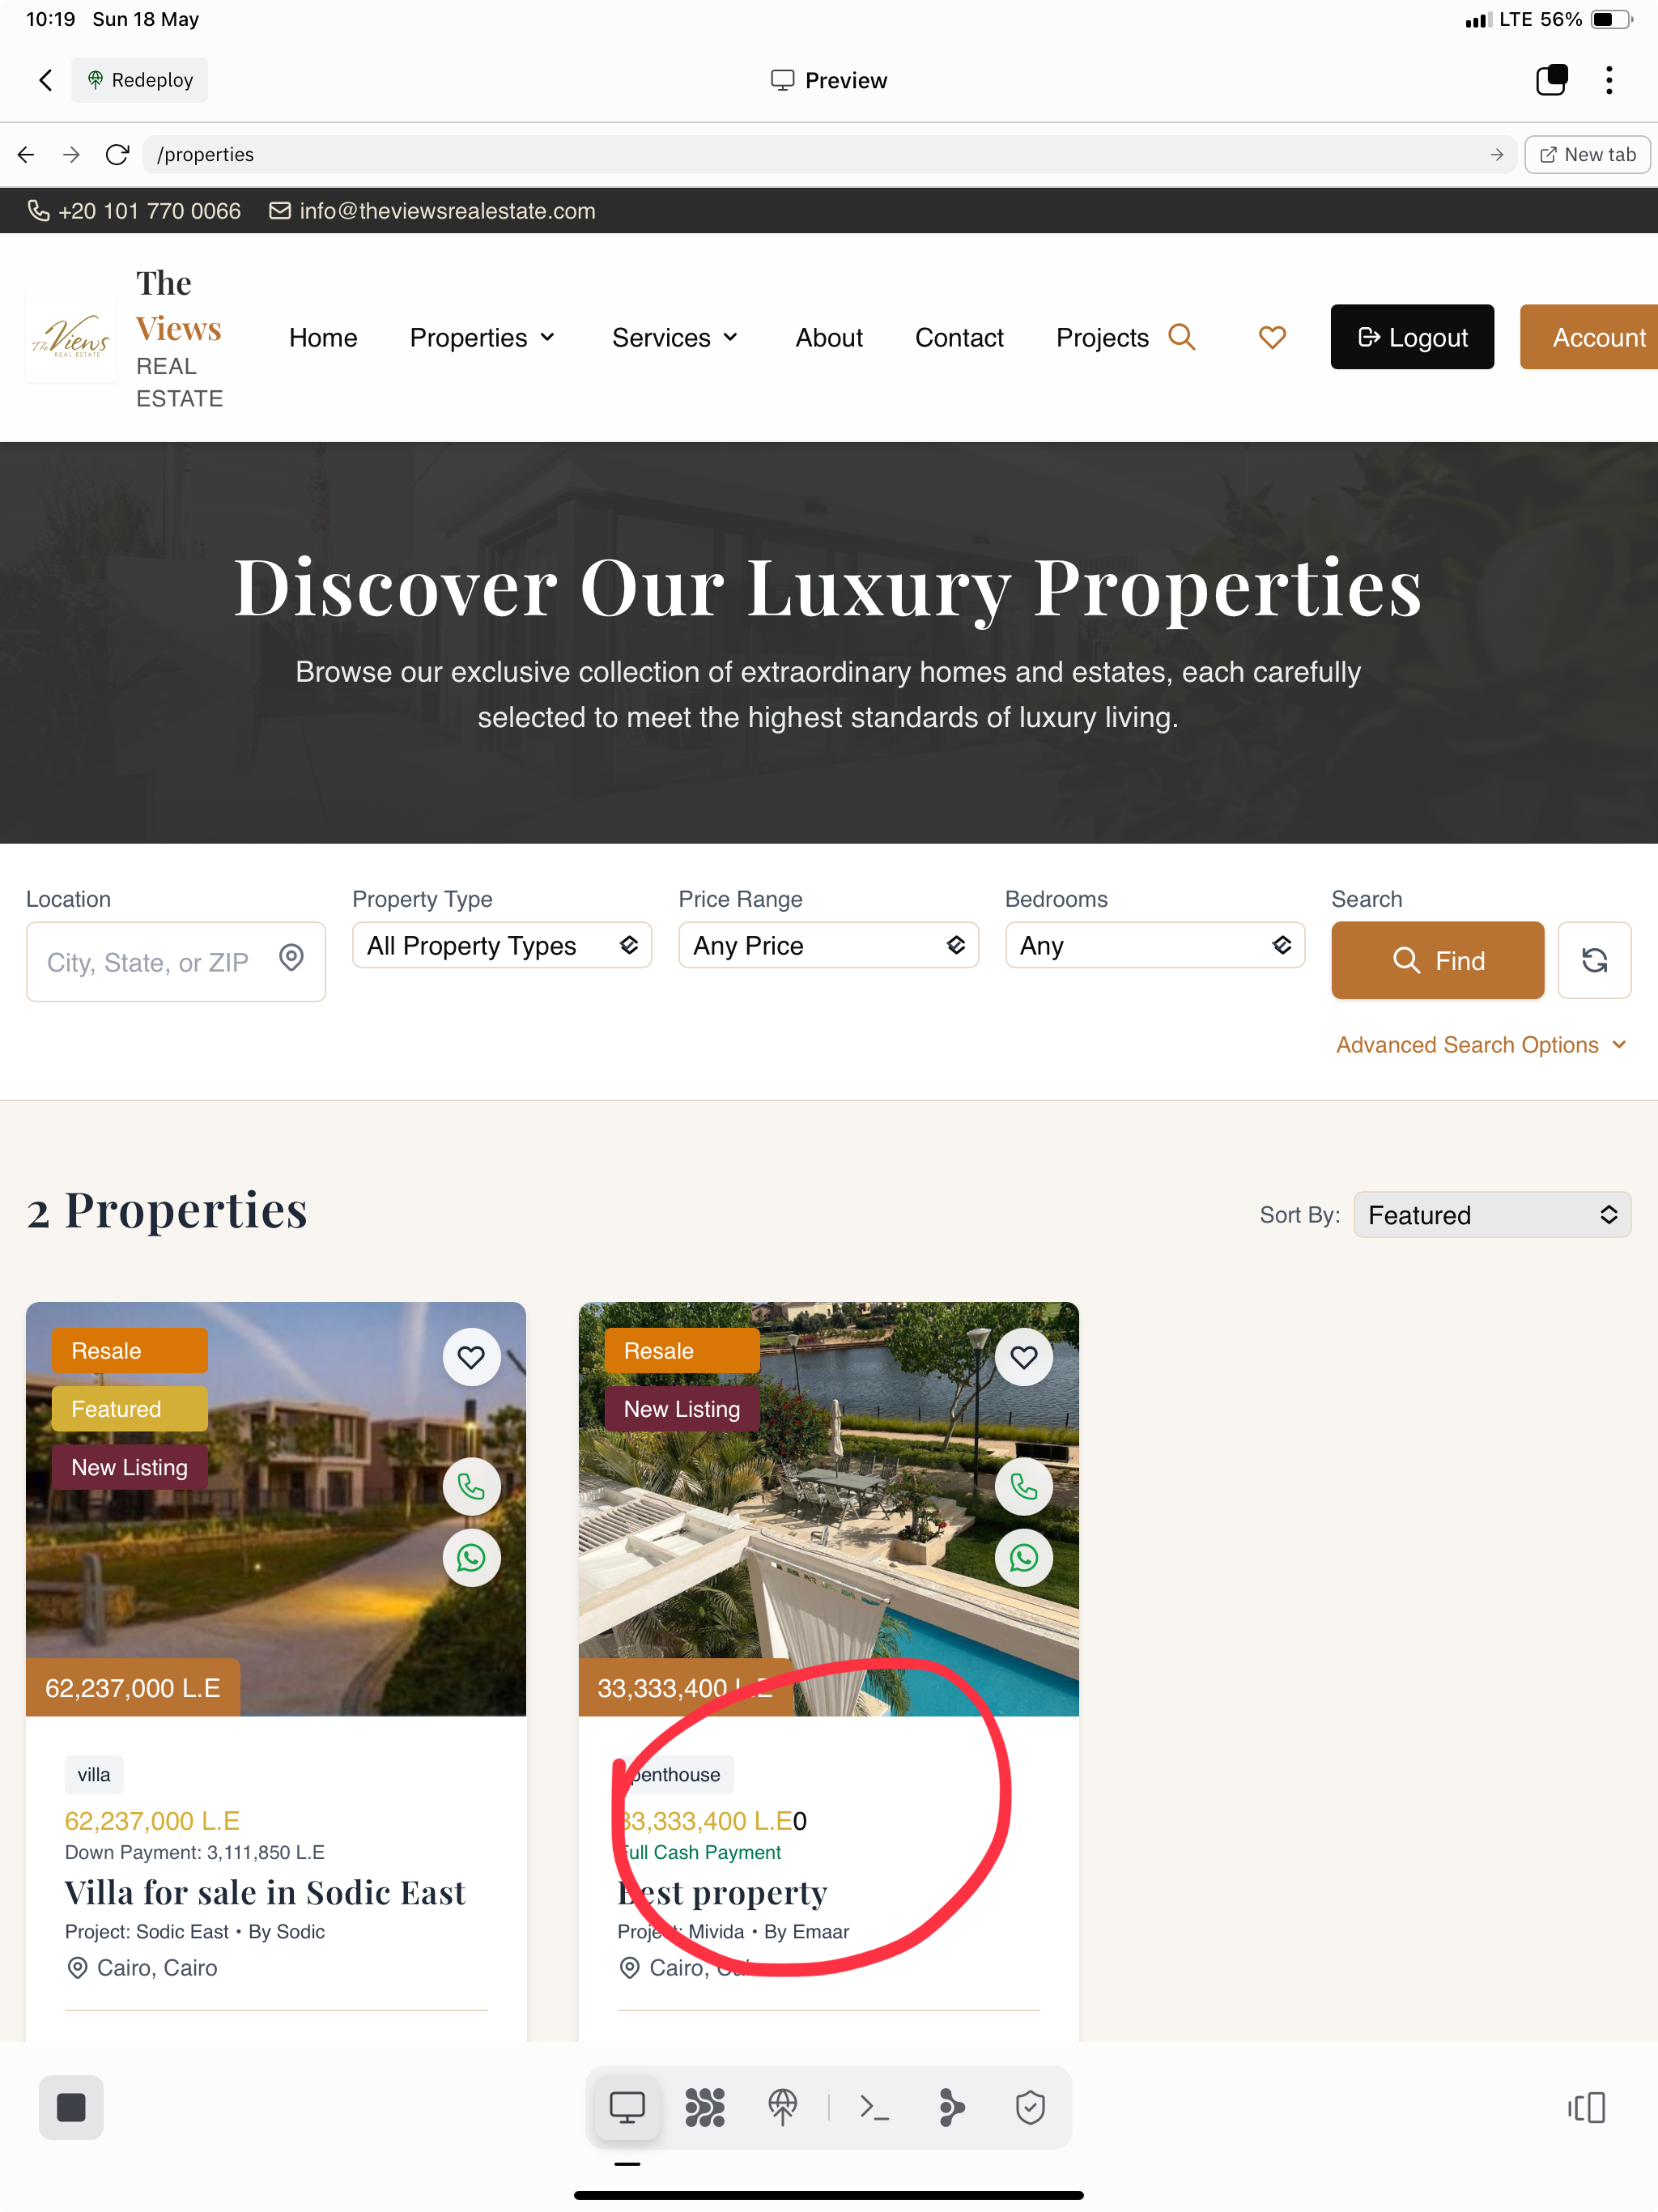 10:19 Sun 18 May
LTE 56%
Redeploy
Preview
/properties
New tab
+20 101 770 0066 info@theviewsrealestate.com
The Views
REAL ESTATE
The
Views
REAL
ESTATE
Home Properties Services About Contact Projects
Logout
Account
Discover Our Luxury Properties
Browse our exclusive collection of extraordinary homes and estates, each carefully
selected to meet the highest standards of luxury living.
Location
City, State, or ZIP
Property Type
All Property Types
Price Range
Any Price
Bedrooms
Any
Search
Find
Advanced Search Options
2 Properties
Sort By: Featured
Resale
Featured
New Listing
62,237,000 L.E
villa
62,237,000 L.E
Down Payment: 3,111,850 L.E
Villa for sale in Sodic East
Project: Sodic East • By Sodic
Cairo, Cairo
Resale
New Listing
33,333,400 L.E
penthouse
33,333,400 L.E0
Full Cash Payment
Best property
Project: Mivida • By Emaar
Cairo, Cairo